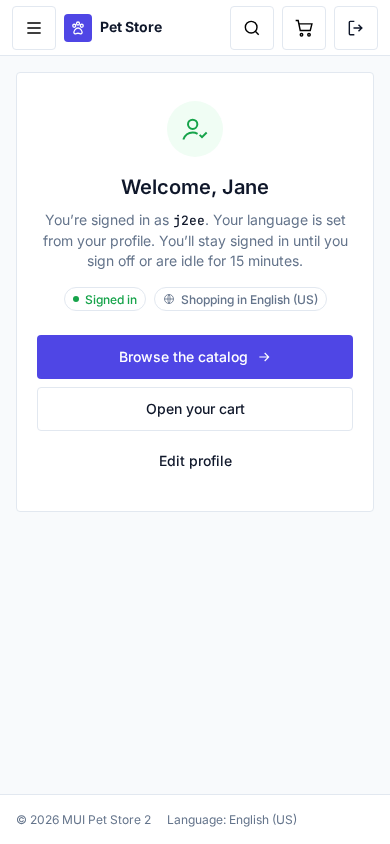 Pet Store
Welcome, Jane
You’re signed in as j2ee. Your language is set
from your profile. You’ll stay signed in until you
sign off or are idle for 15 minutes.
Signed in
Shopping in English (US)
Browse the catalog →
Open your cart
Edit profile
© 2026 MUI Pet Store 2
Language: English (US)